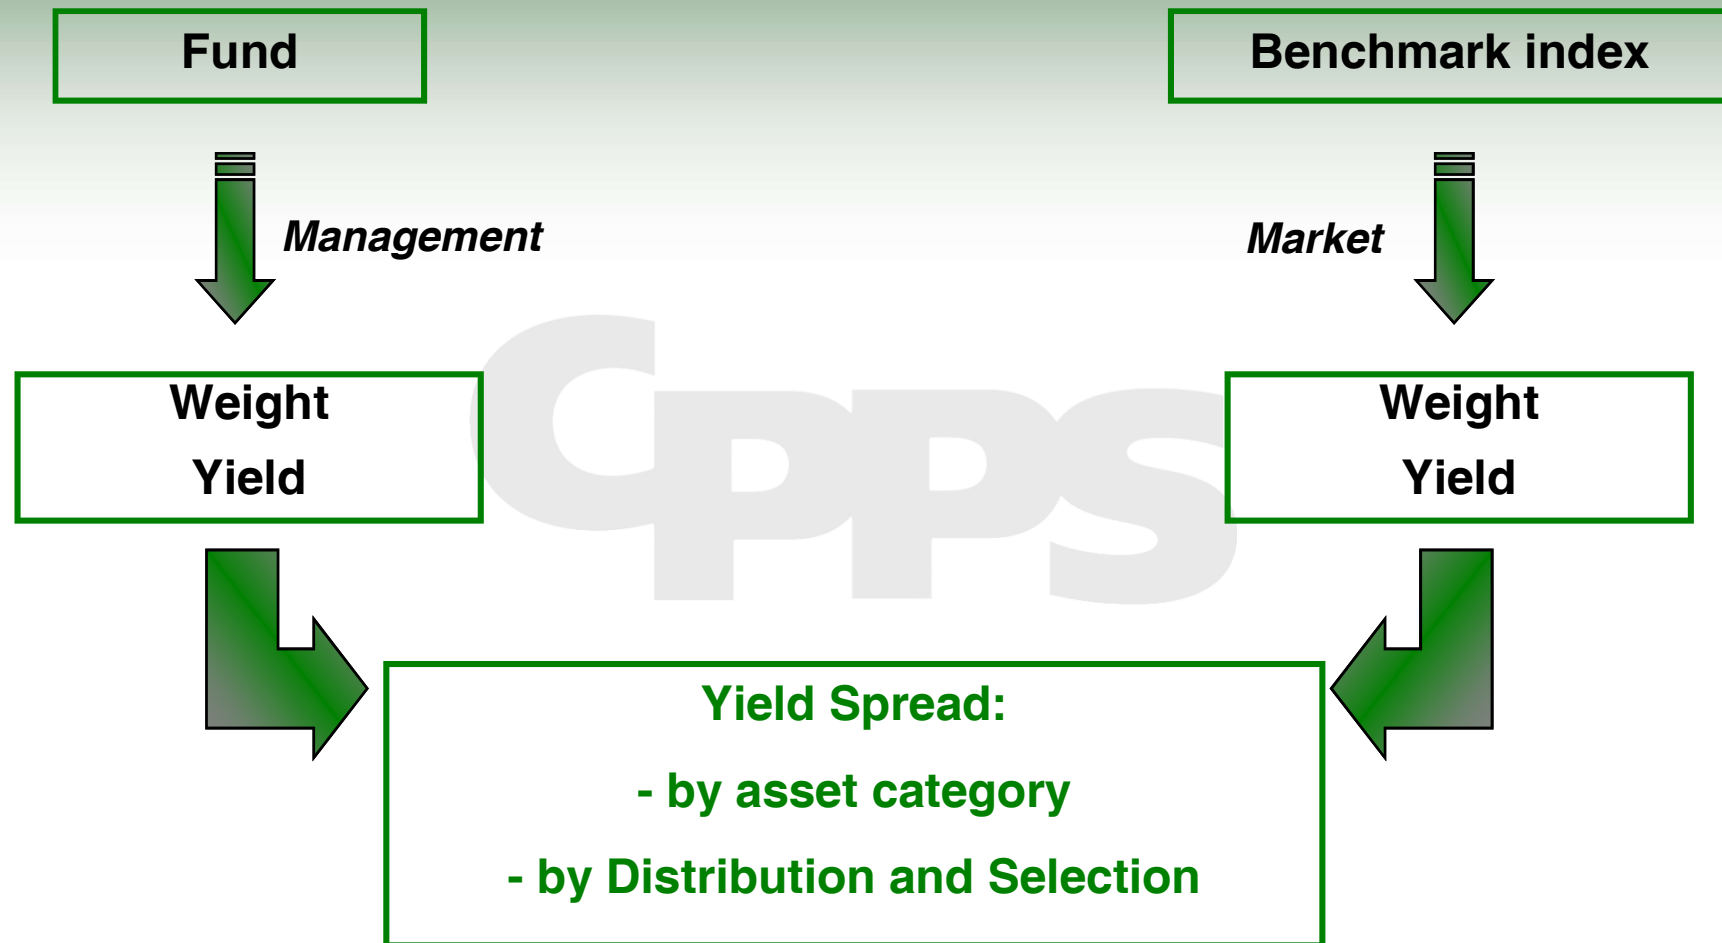 Fund
Benchmark index
Management
Market
Weight
Yield
Weight
Yield
CPPS
Yield Spread:
- by asset category
- by Distribution and Selection